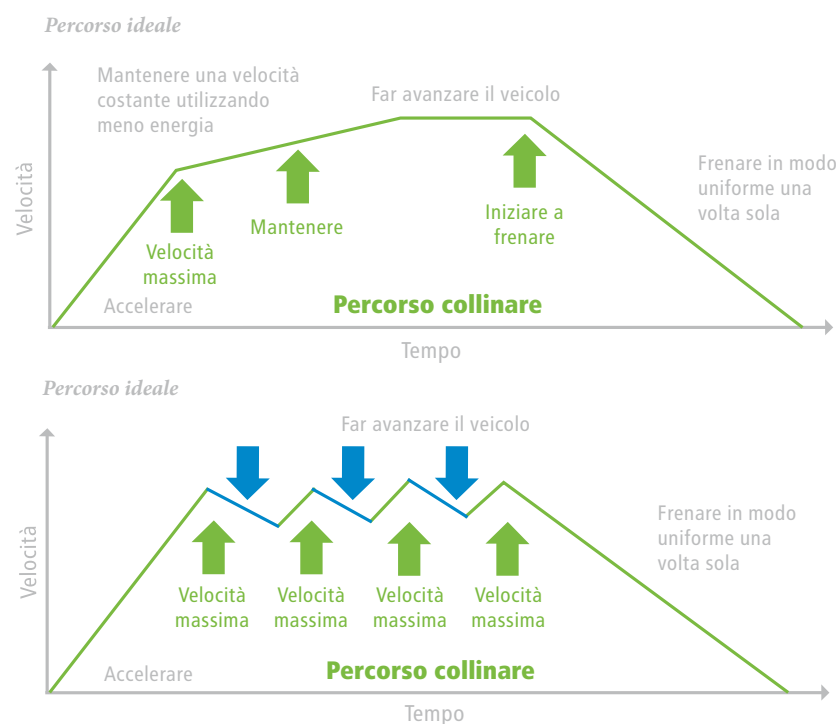 Percorso ideale
Mantenere una velocità
costante utilizzando
meno energia
Far avanzare il veicolo
Frenare in modo
uniforme una
volta sola
Velocità
Mantenere
Iniziare a
frenare
Velocità
massima
Accelerare
Percorso collinare
Tempo
Percorso ideale
Far avanzare il veicolo
Frenare in modo
uniforme una
volta sola
Velocità
Velocità
massima
Velocità
massima
Velocità
massima
Velocità
massima
Accelerare
Percorso collinare
Tempo